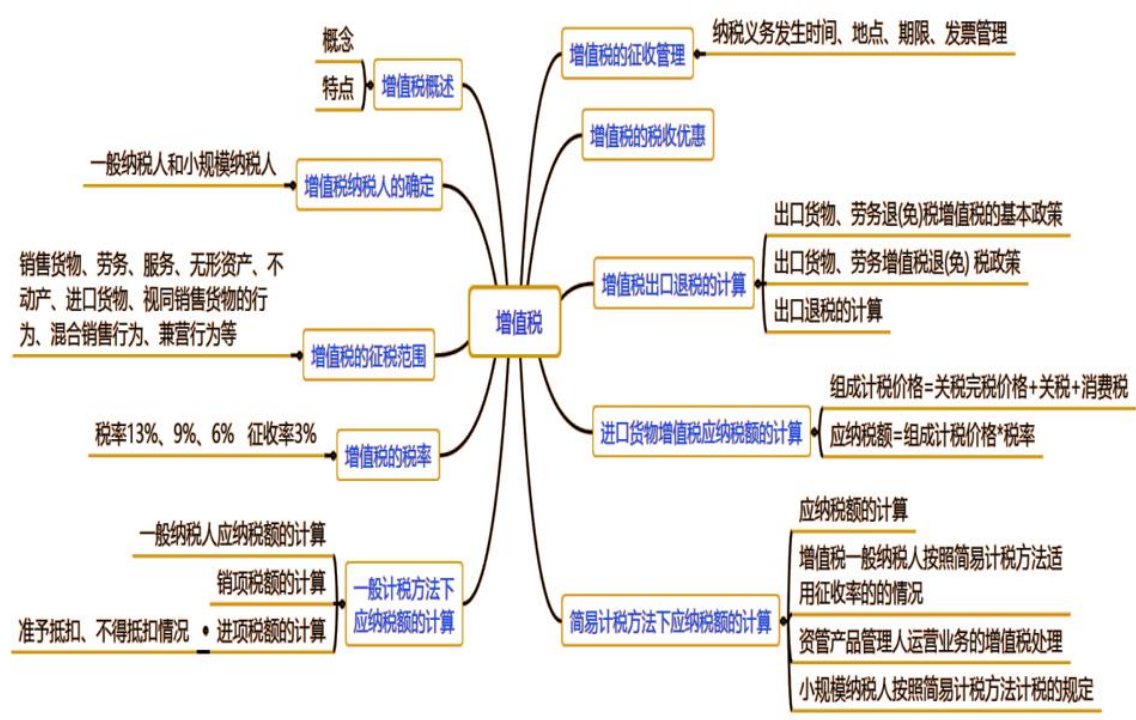 增值税
增值税概述
概念
特点
增值税纳税人的确定
一般纳税人和小规模纳税人
增值税的征税范围
销售货物、劳务、服务、无形资产、不
动产、进口货物、视同销售货物的行
为、混合销售行为、兼营行为等
增值税的税率
税率13%、9%、6% 征收率3%
一般计税方法下
应纳税额的计算
一般纳税人应纳税额的计算
销项税额的计算
进项税额的计算
准予抵扣、不得抵扣情况
增值税的征收管理
纳税义务发生时间、地点、期限、发票管理
增值税的税收优惠
增值税出口退税的计算
出口货物、劳务退(免)税增值税的基本政策
出口货物、劳务增值税退(免) 税政策
出口退税的计算
进口货物增值税应纳税额的计算
组成计税价格=关税完税价格+关税+消费税
应纳税额=组成计税价格*税率
简易计税方法下应纳税额的计算
应纳税额的计算
增值税一般纳税人按照简易计税方法适
用征收率的的情况
资管产品管理人运营业务的增值税处理
小规模纳税人按照简易计税方法计税的规定